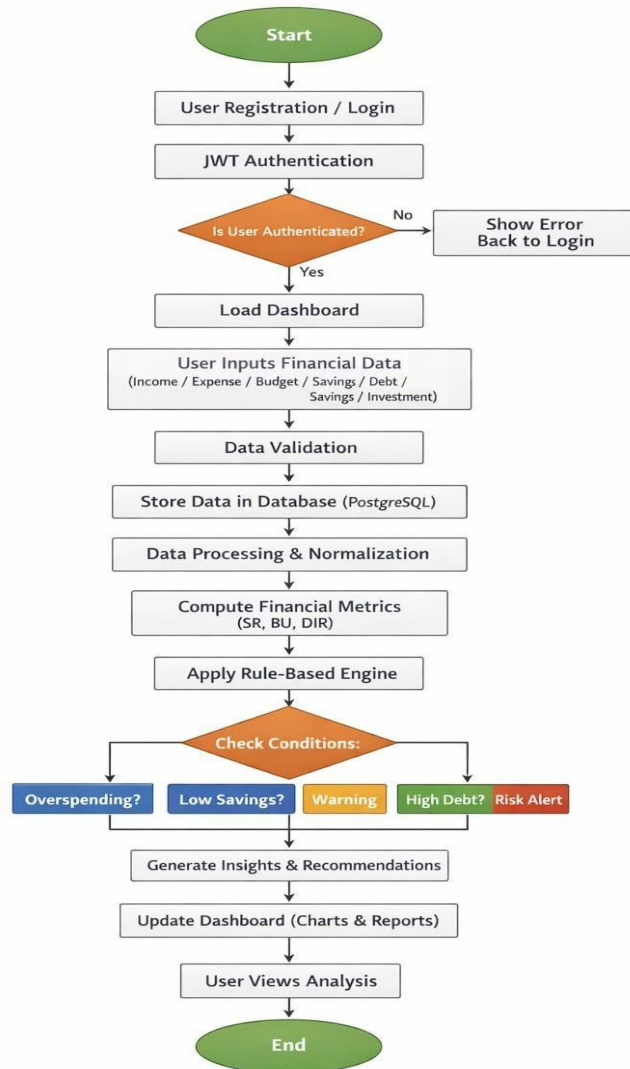 Start
User Registration / Login
JWT Authentication
Is User Authenticated?
No
Show Error
Back to Login
Yes
Load Dashboard
User Inputs Financial Data
(Income / Expense / Budget / Savings / Debt /
Savings / Investment)
Data Validation
Store Data in Database (PostgreSQL)
Data Processing & Normalization
Compute Financial Metrics
(SR, BU, DIR)
Apply Rule-Based Engine
Check Conditions:
Overspending?
Low Savings?
Warning
High Debt?
Risk Alert
Generate Insights & Recommendations
Update Dashboard (Charts & Reports)
User Views Analysis
End